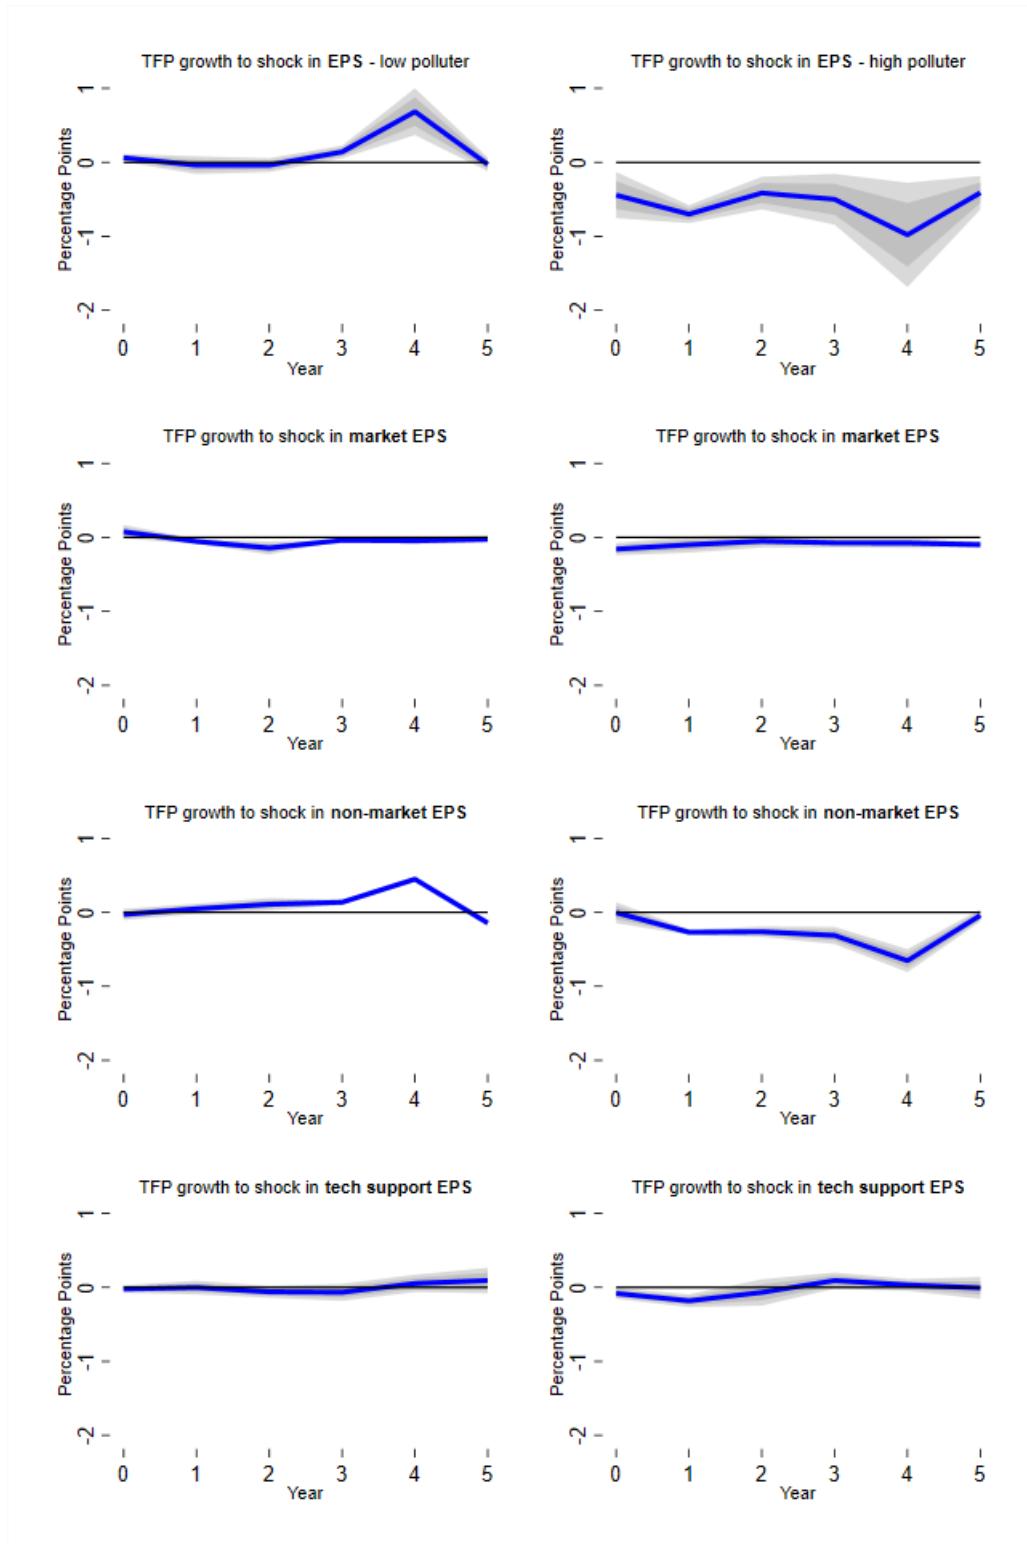 TFP growth to shock in EPS - low polluter
Percentage Points
1
0
-1
-2
0 1 2 3 4 5
Year
TFP growth to shock in EPS - high polluter
Percentage Points
1
0
-1
-2
0 1 2 3 4 5
Year
TFP growth to shock in market EPS
Percentage Points
1
0
-1
-2
0 1 2 3 4 5
Year
TFP growth to shock in market EPS
Percentage Points
1
0
-1
-2
0 1 2 3 4 5
Year
TFP growth to shock in non-market EPS
Percentage Points
1
0
-1
-2
0 1 2 3 4 5
Year
TFP growth to shock in non-market EPS
Percentage Points
1
0
-1
-2
0 1 2 3 4 5
Year
TFP growth to shock in tech support EPS
Percentage Points
1
0
-1
-2
0 1 2 3 4 5
Year
TFP growth to shock in tech support EPS
Percentage Points
1
0
-1
-2
0 1 2 3 4 5
Year